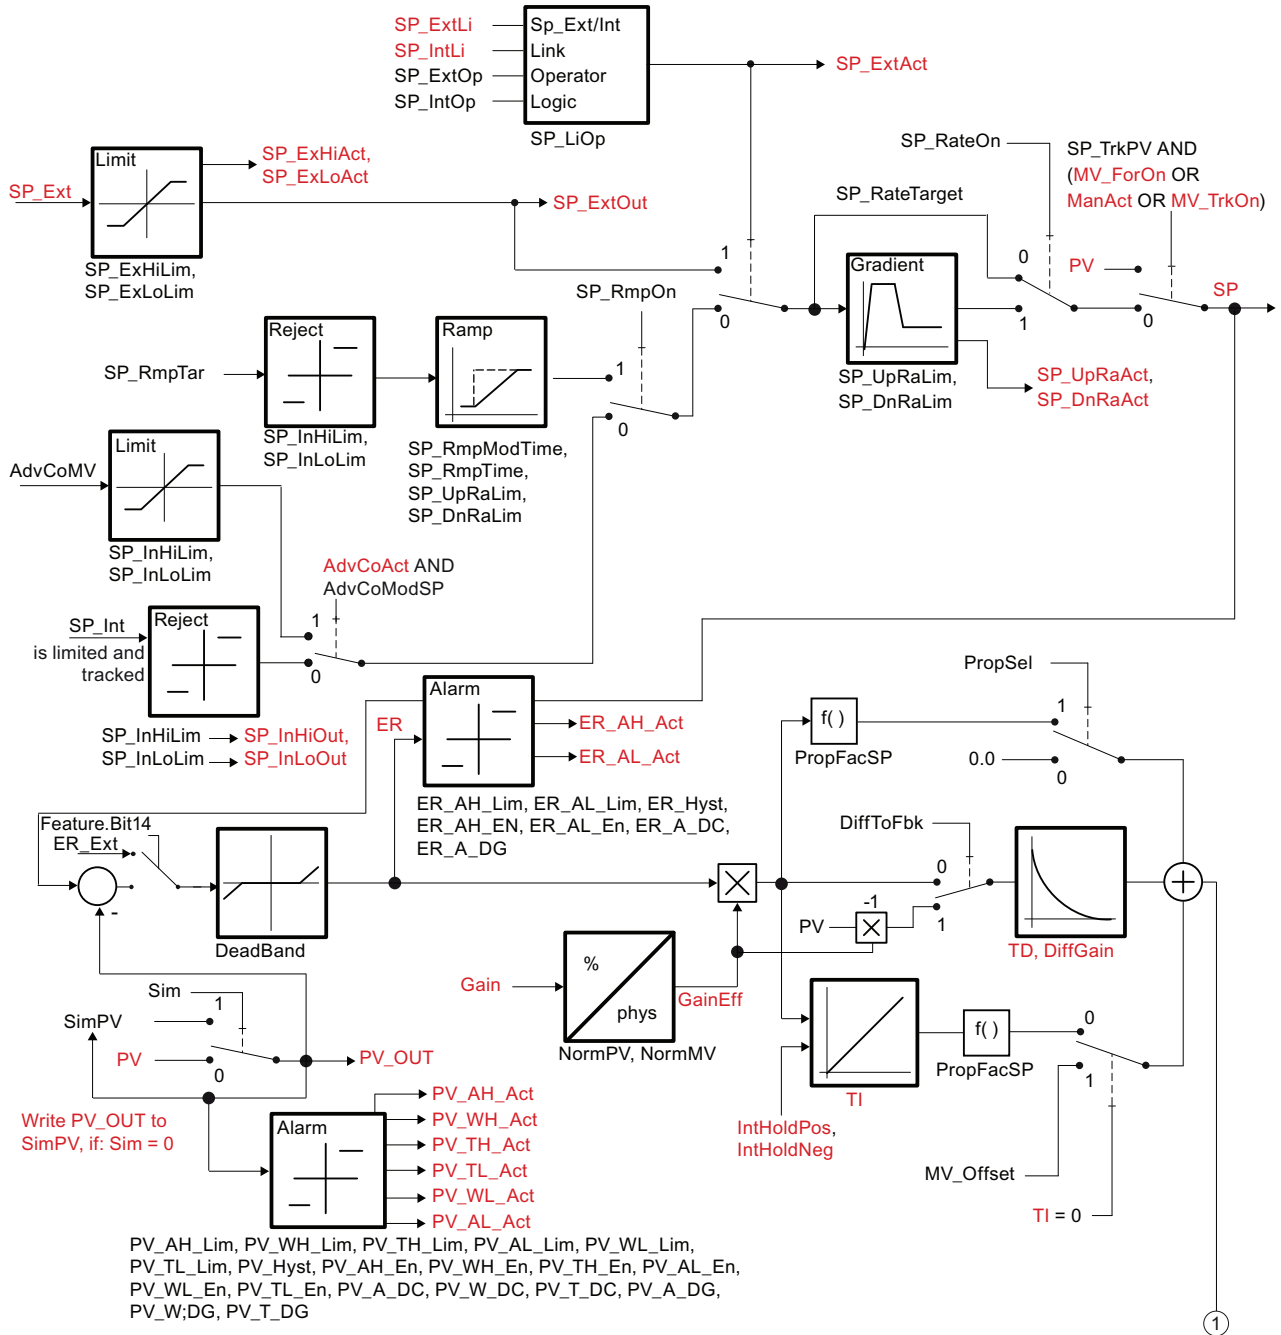 SP_ExtLi
SP_IntLi
SP_ExtOp
SP_IntOp
Sp_Ext/Int
Link
Operator
Logic
SP_LiOp
SP_ExtAct
SP_Ext
Limit
SP_ExHiAct,
SP_ExLoAct
SP_ExtOut
SP_ExHiLim,
SP_ExLoLim
SP_RateOn
SP_TrkPV AND
(MV_ForOn OR
ManAct OR MV_TrkOn)
SP_RateTarget
1
0
Gradient
0
1
PV
0
SP
SP_UpRaLim,
SP_DnRaLim
SP_UpRaAct,
SP_DnRaAct
SP_RmpOn
SP_RmpTar
Reject
Ramp
1
0
SP_InHiLim,
SP_InLoLim
SP_RmpModTime,
SP_RmpTime,
SP_UpRaLim,
SP_DnRaLim
AdvCoMV
Limit
SP_InHiLim,
SP_InLoLim
AdvCoAct AND
AdvCoModSP
SP_Int
is limited and
tracked
Reject
1
0
SP_InHiLim
SP_InHiOut,
SP_InLoLim
SP_InLoOut
ER
Alarm
ER_AH_Act
ER_AL_Act
ER_AH_Lim, ER_AL_Lim, ER_Hyst,
ER_AH_EN, ER_AL_En, ER_A_DC,
ER_A_DG
PropSel
f( )
PropFacSP
1
0.0
0
Feature.Bit14
ER_Ext
-
DeadBand
DiffToFbk
0
-1
PV
1
TD, DiffGain
Gain
%
phys
GainEff
NormPV, NormMV
TI
f( )
PropFacSP
0
1
IntHoldPos,
IntHoldNeg
MV_Offset
TI = 0
Sim
1
SimPV
PV
0
PV_OUT
Write PV_OUT to
SimPV, if: Sim = 0
Alarm
PV_AH_Act
PV_WH_Act
PV_TH_Act
PV_TL_Act
PV_WL_Act
PV_AL_Act
PV_AH_Lim, PV_WH_Lim, PV_TH_Lim, PV_AL_Lim, PV_WL_Lim,
PV_TL_Lim, PV_Hyst, PV_AH_En, PV_WH_En, PV_TH_En, PV_AL_En,
PV_WL_En, PV_TL_En, PV_A_DC, PV_W_DC, PV_T_DC, PV_A_DG,
PV_W;DG, PV_T_DG
1